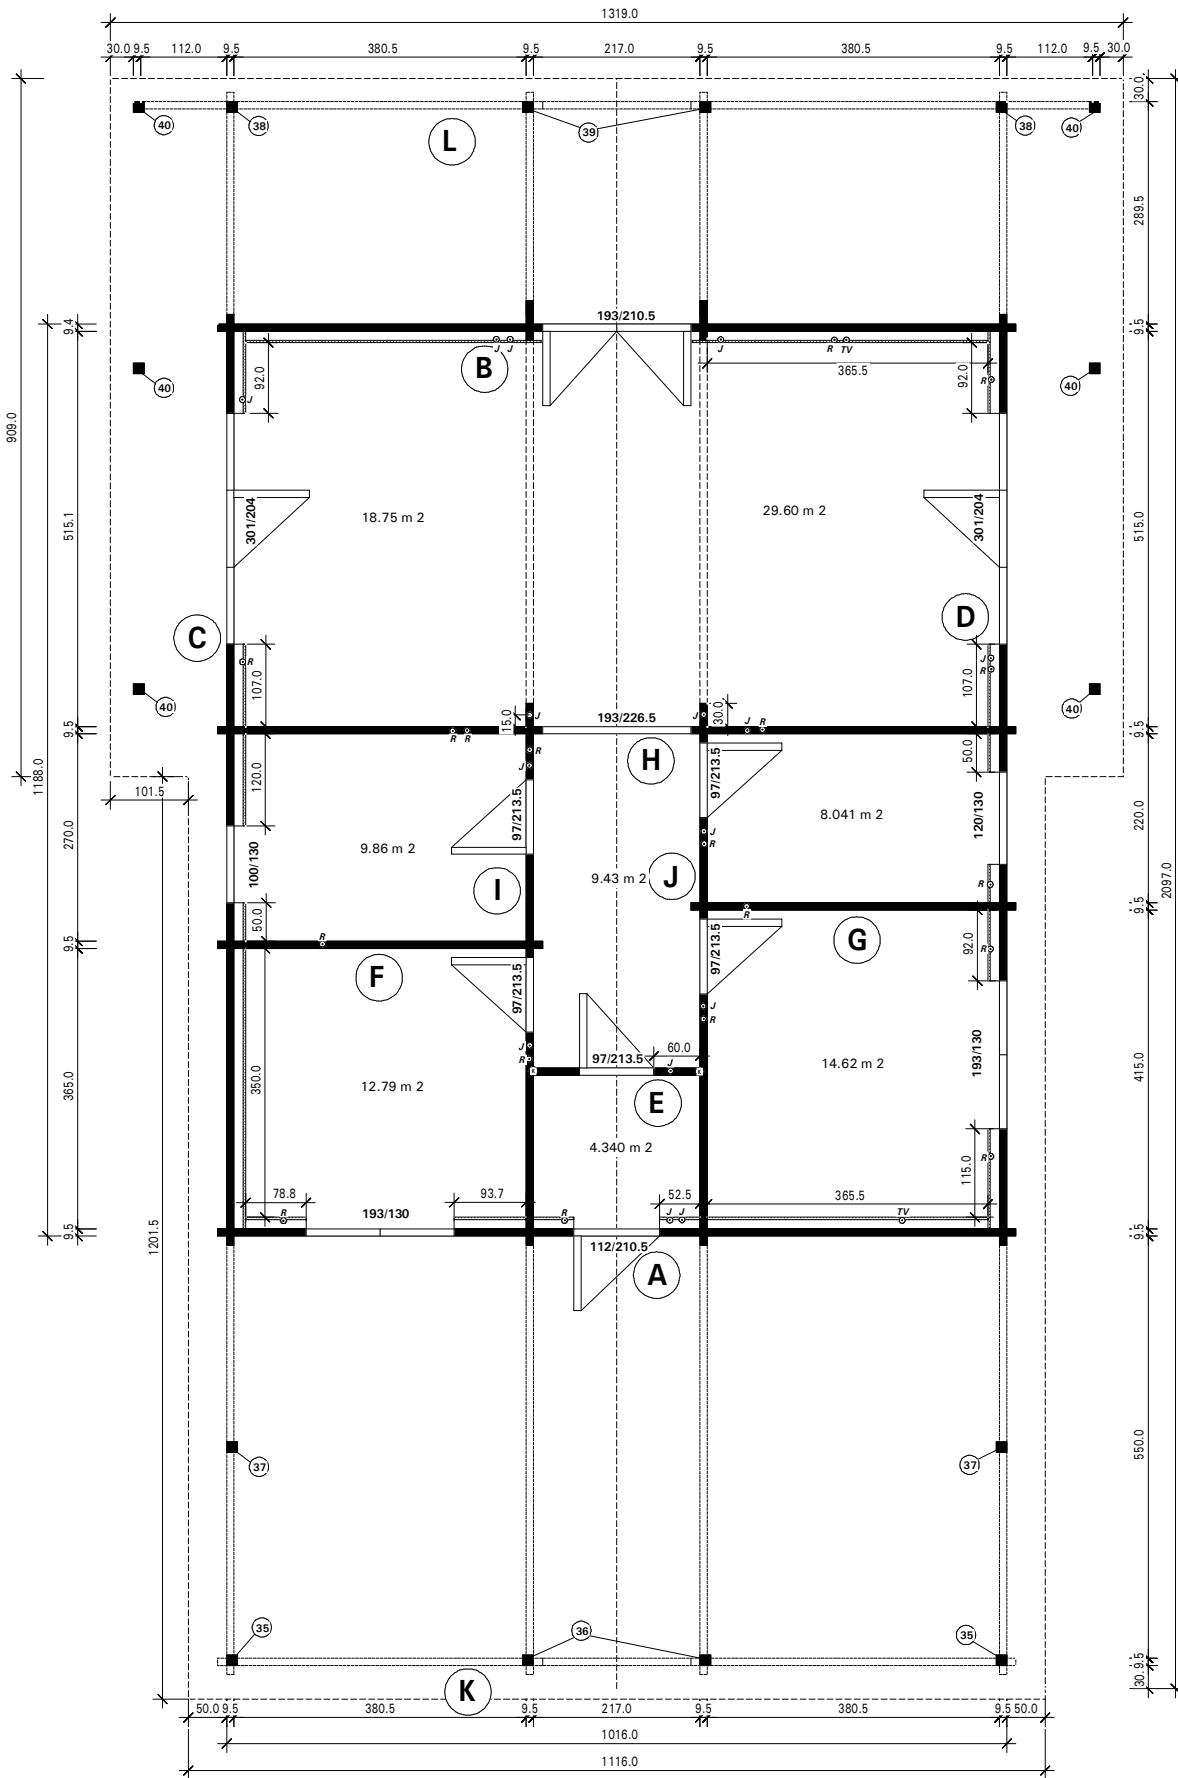 1319.0
30.0 9.5 112.0 9.5 380.5 9.5 217.0 9.5 380.5 9.5 112.0 9.5 30.0
30.0
40 38 39 38 40
L
289.5
193/210.5
9.4 9.5
J J J R TV
B
92.0 365.5 92.0
R
40 40
J
909.0
301/204 301/204
18.75 m 2 29.60 m 2
515.1 515.0
C D
R J
R
107.0 107.0
40 40
15.0 J 193/226.5 J 30.0 J R
9.5 9.5
R R R
H
J
50.0
120.0 97/213.5
1188.0
101.5
97/213.5
8.041 m 2 120/130
220.0
270.0
J
R
9.86 m 2
100/130
9.43 m 2
I J
R
2097.0
50.0
R
9.5
R
9.5
G
92.0 R
F
97/213.5 97/213.5
J
R
J
R
60.0
97/213.5 J
K K
193/130
14.62 m 2
12.79 m 2
350.0
365.0
415.0
E
4.340 m 2
115.0 R
78.8 93.7 52.5 365.5
R 193/130 R J J TV
9.5 9.5
1201.5
112/210.5
A
37 37
550.0
35 36 35
9.5
30.
K
50.0 9.5 380.5 9.5 217.0 9.5 380.5 9.5 50.0
1016.0
1116.0